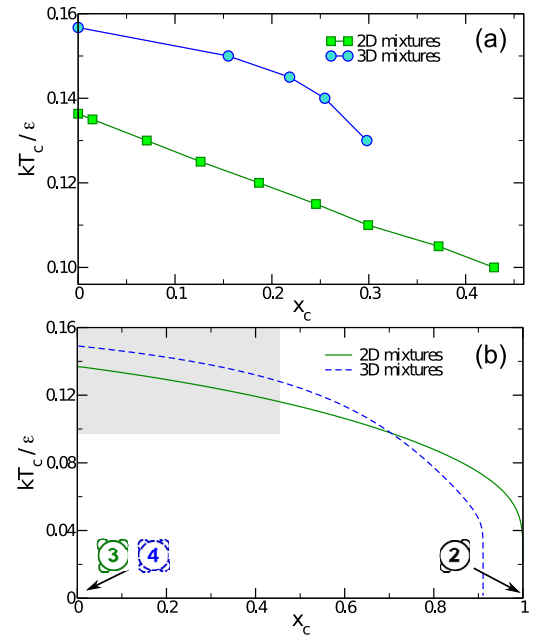 0.16
(a)
2D mixtures
3D mixtures
0.14
kTc / ε
0.12
0.10
0 0.1 0.2 0.3 0.4
xc
0.16
(b)
2D mixtures
3D mixtures
0.12
kTc / ε
0.08
0.04
3 4 2
0
0 0.2 0.4 0.6 0.8 1
xc